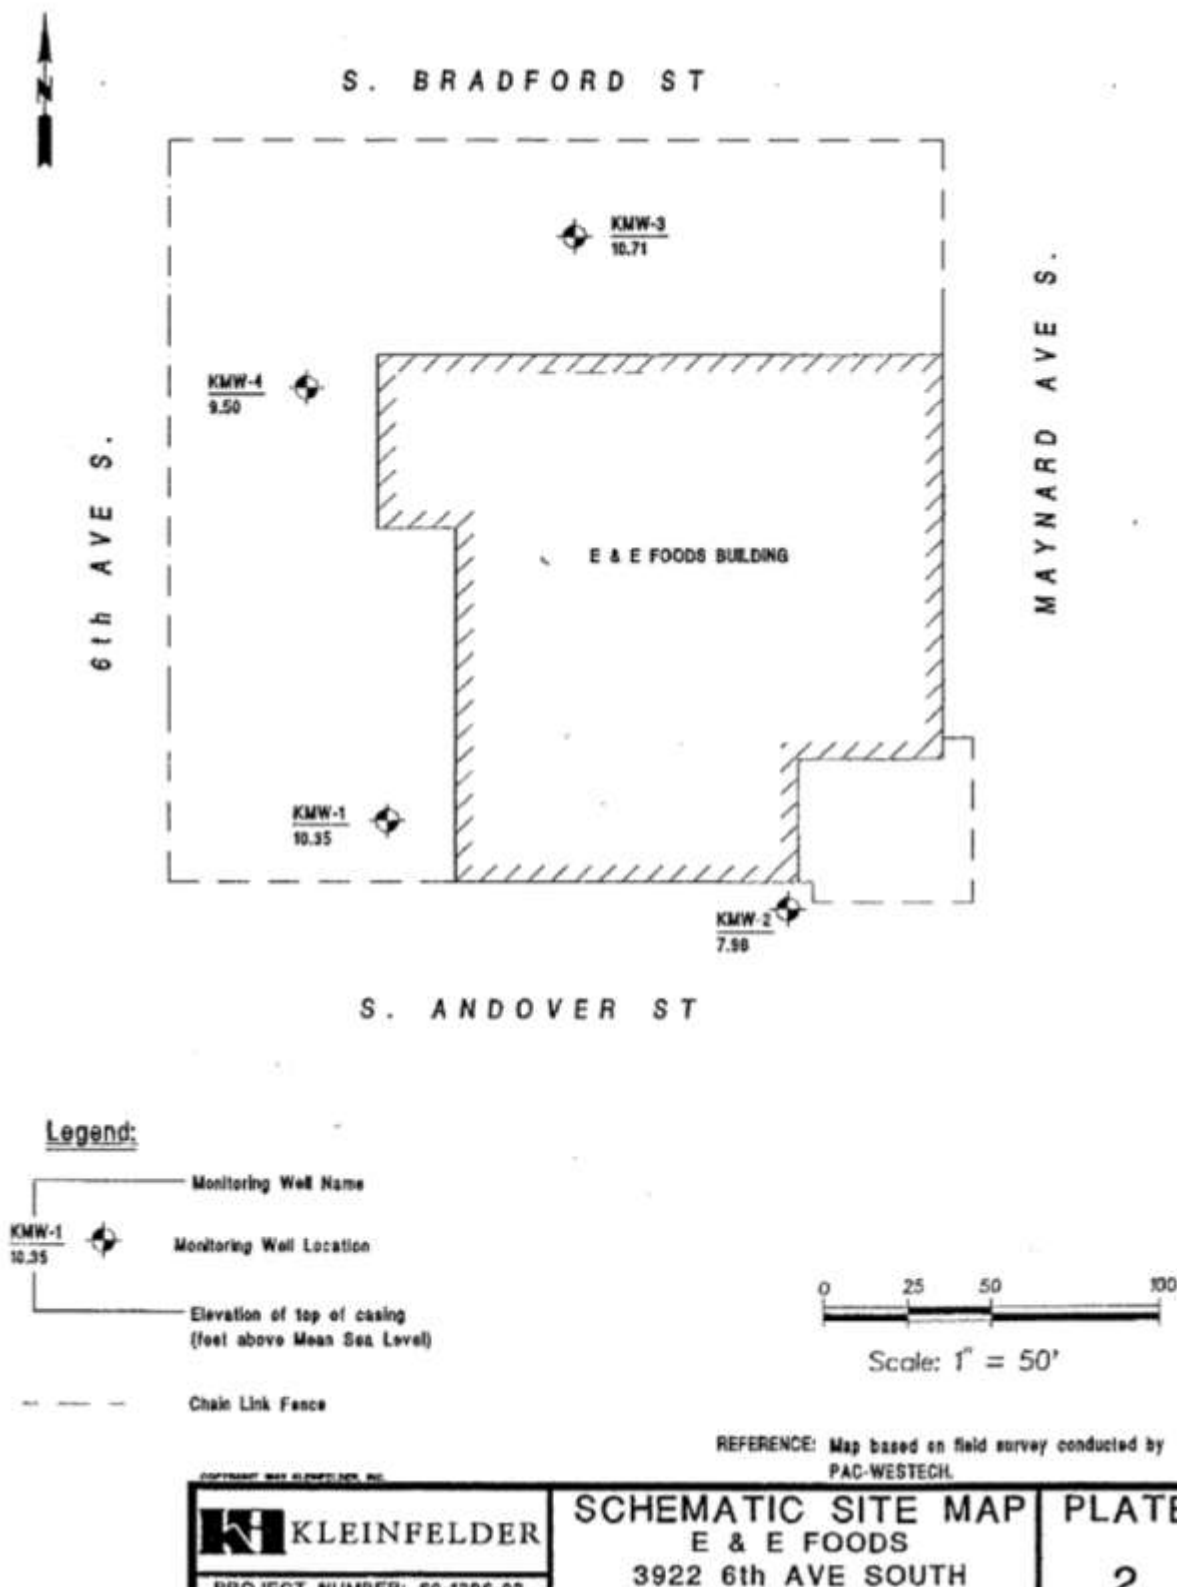 N
S. BRADFORD ST
KMW-3
10.71
MAYNARD AVE S.
KMW-4
9.50
6th AVE S.
E & E FOODS BUILDING
KMW-1
10.35
KMW-2
7.98
S. ANDOVER ST
Legend:
Monitoring Well Name
KMW-1
10.35
Monitoring Well Location
Elevation of top of casing
(feet above Mean Sea Level)
Chain Link Fence
0 25 50 100
Scale: 1" = 50'
REFERENCE: Map based on field survey conducted by
PAC-WESTECH.
KLEINFELDER
SCHEMATIC SITE MAP
E & E FOODS
3922 6th AVE SOUTH
PLATE
2
PROJECT NUMBER: